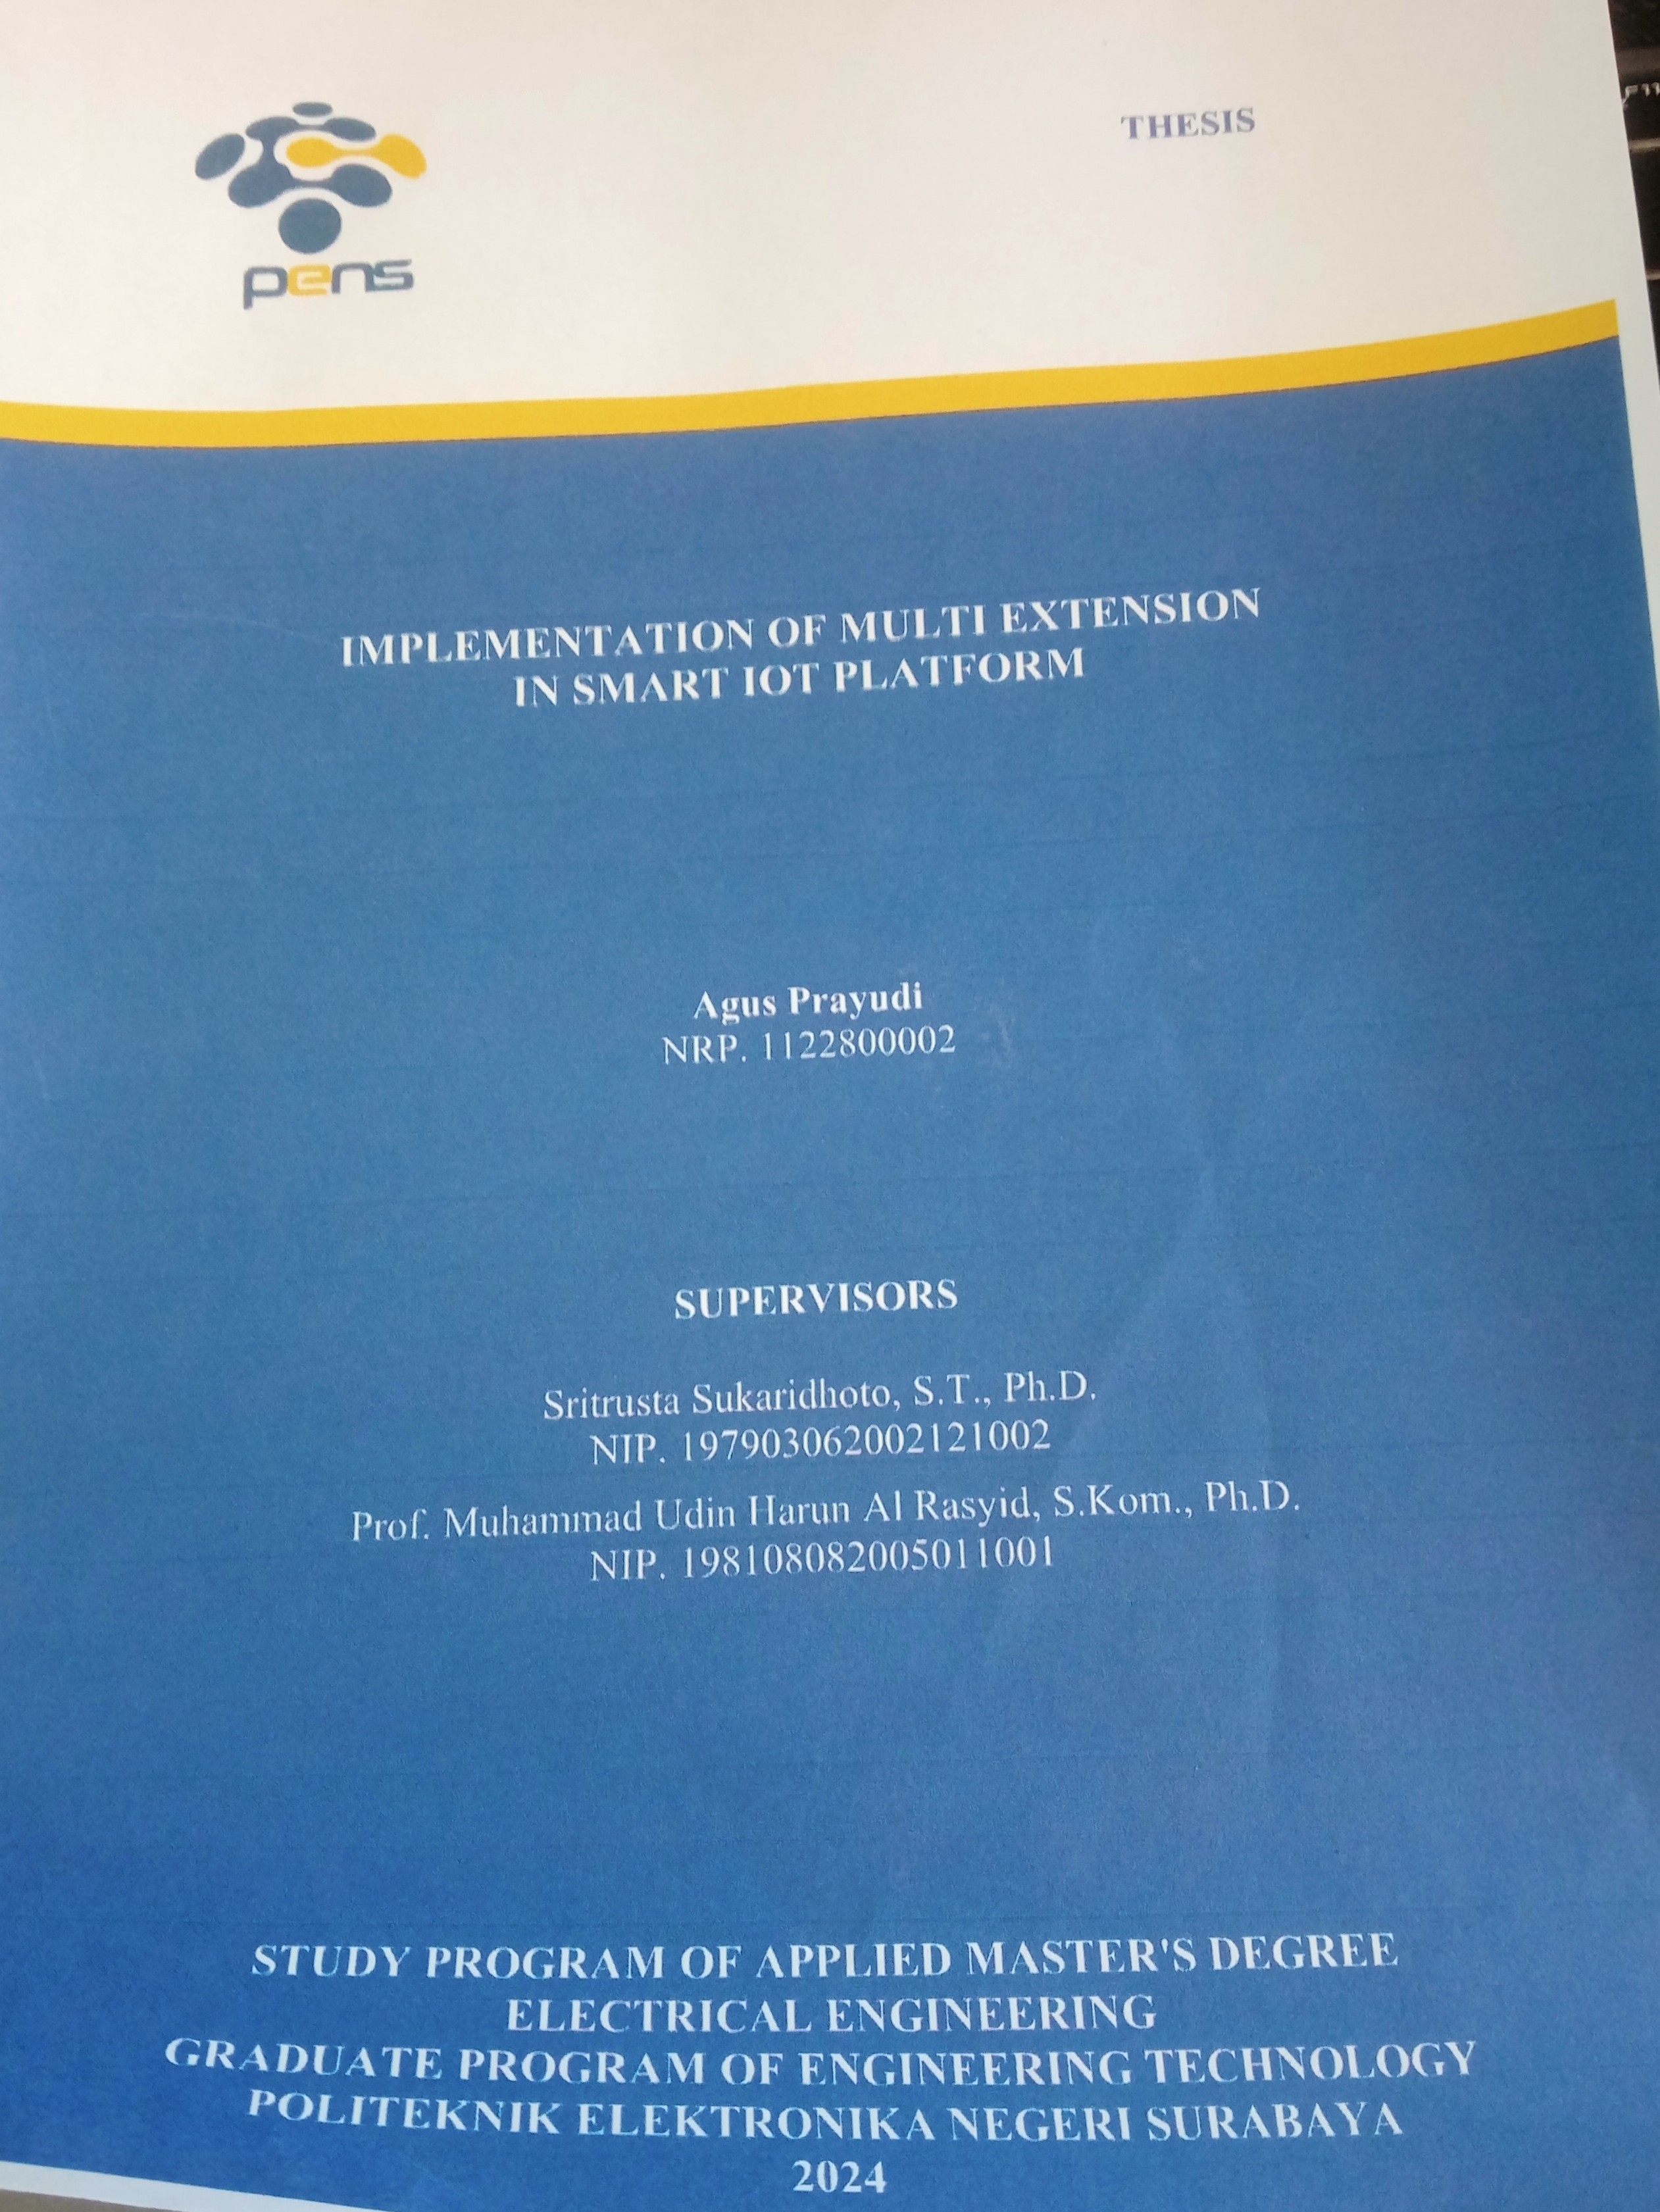 pens
THESIS
IMPLEMENTATION OF MULTI EXTENSION
IN SMART IOT PLATFORM
Agus Prayudi
NRP. 1122800002
SUPERVISORS
Sritrusta Sukaridhoto, S.T., Ph.D.
NIP. 197903062002121002
Prof. Muhammad Udin Harun Al Rasyid, S.Kom., Ph.D.
NIP. 198108082005011001
STUDY PROGRAM OF APPLIED MASTER'S DEGREE
ELECTRICAL ENGINEERING
GRADUATE PROGRAM OF ENGINEERING TECHNOLOGY
POLITEKNIK ELEKTRONIKA NEGERI SURABAYA
2024